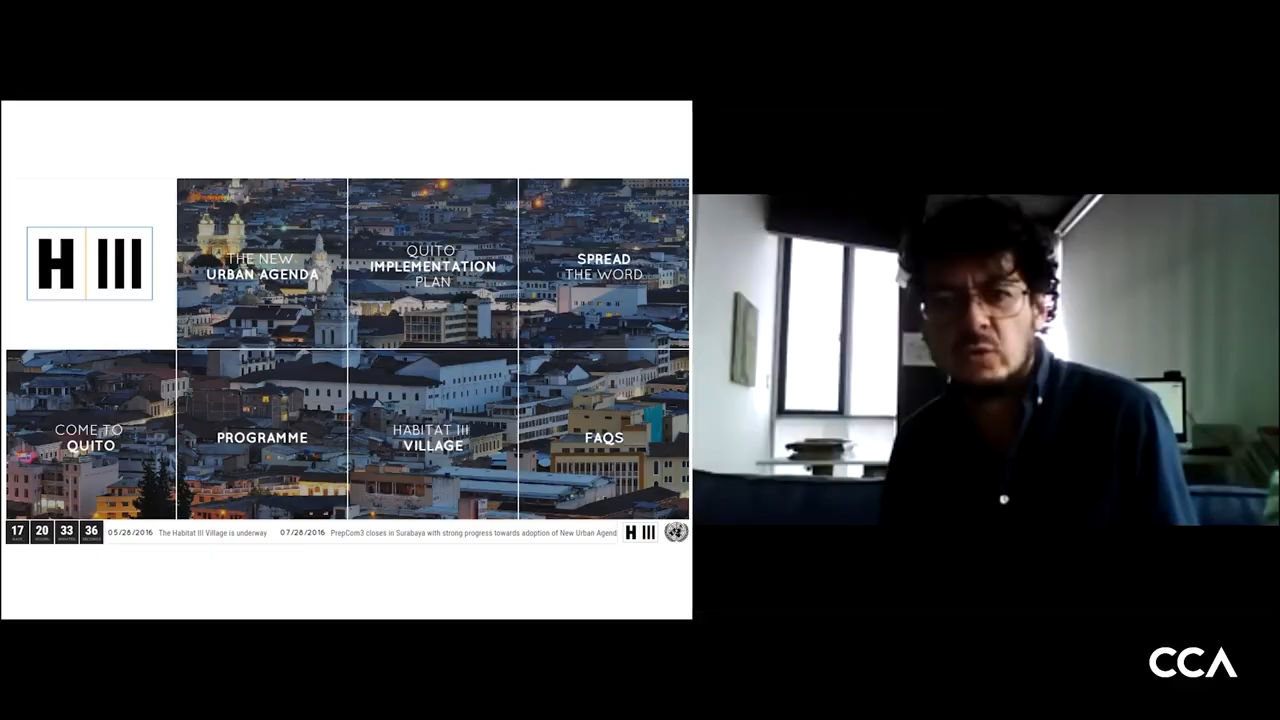 H III
THE NEW
URBAN AGENDA
QUITO
IMPLEMENTATION
PLAN
SPREAD
THE WORD
COME TO
QUITO
PROGRAMME
HABITAT III
VILLAGE
FAQS
17 20 33 36
05/28/2016 The Habitat III Village is underway 07/28/2016 PrepCom3 closes in Surabaya with strong progress towards adoption of New Urban Agend
H III
CCA